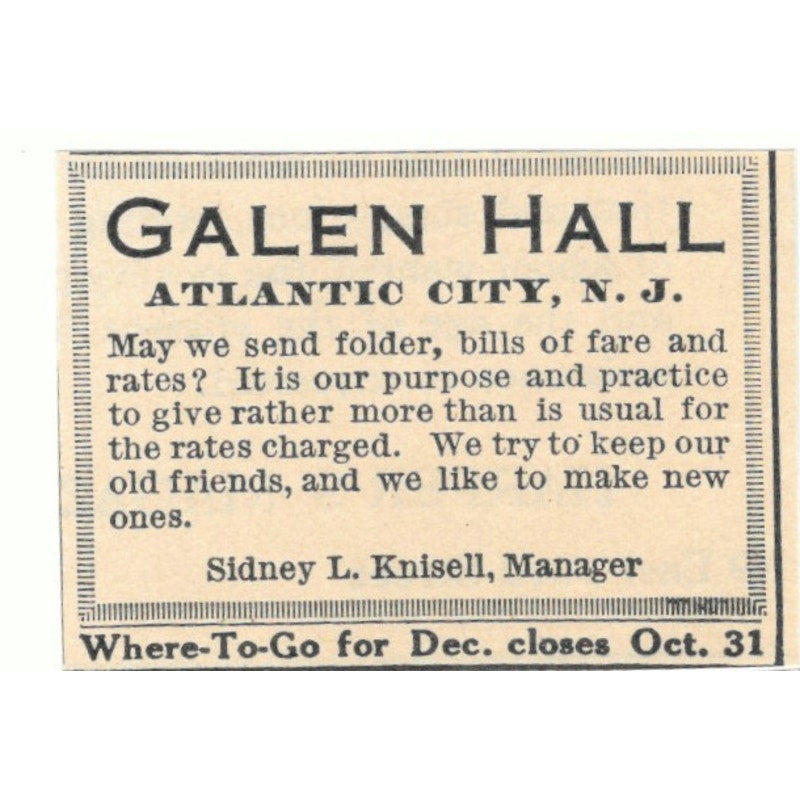 GALEN HALL
ATLANTIC CITY, N. J.
May we send folder, bills of fare and
rates? It is our purpose and practice
to give rather more than is usual for
the rates charged. We try to keep our
old friends, and we like to make new
ones.
Sidney L. Knisell, Manager
Where-To-Go for Dec. closes Oct. 31